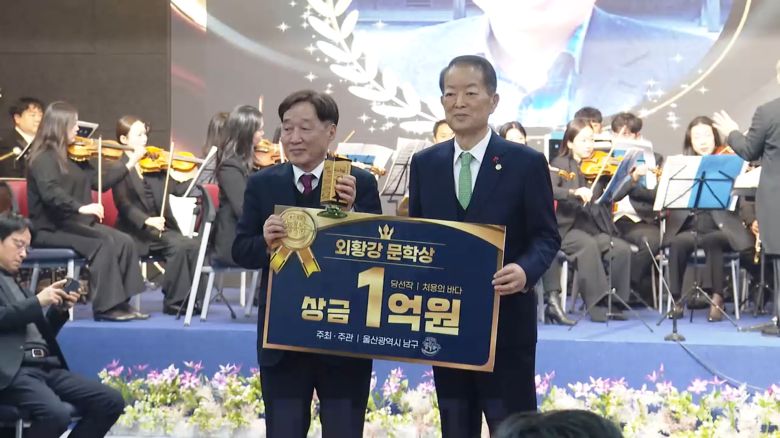 외황강 문학상
당선작 | 처용의 바다
상금 1억원
주최·주관 | 울산광역시 남구